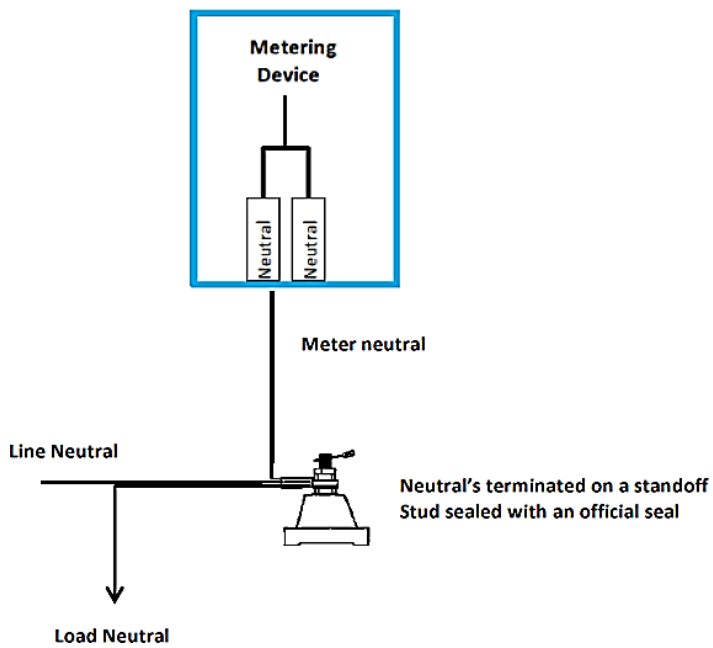 Metering
Device
Neutral
Neutral
Meter neutral
Line Neutral
Neutral's terminated on a standoff
Stud sealed with an official seal
Load Neutral